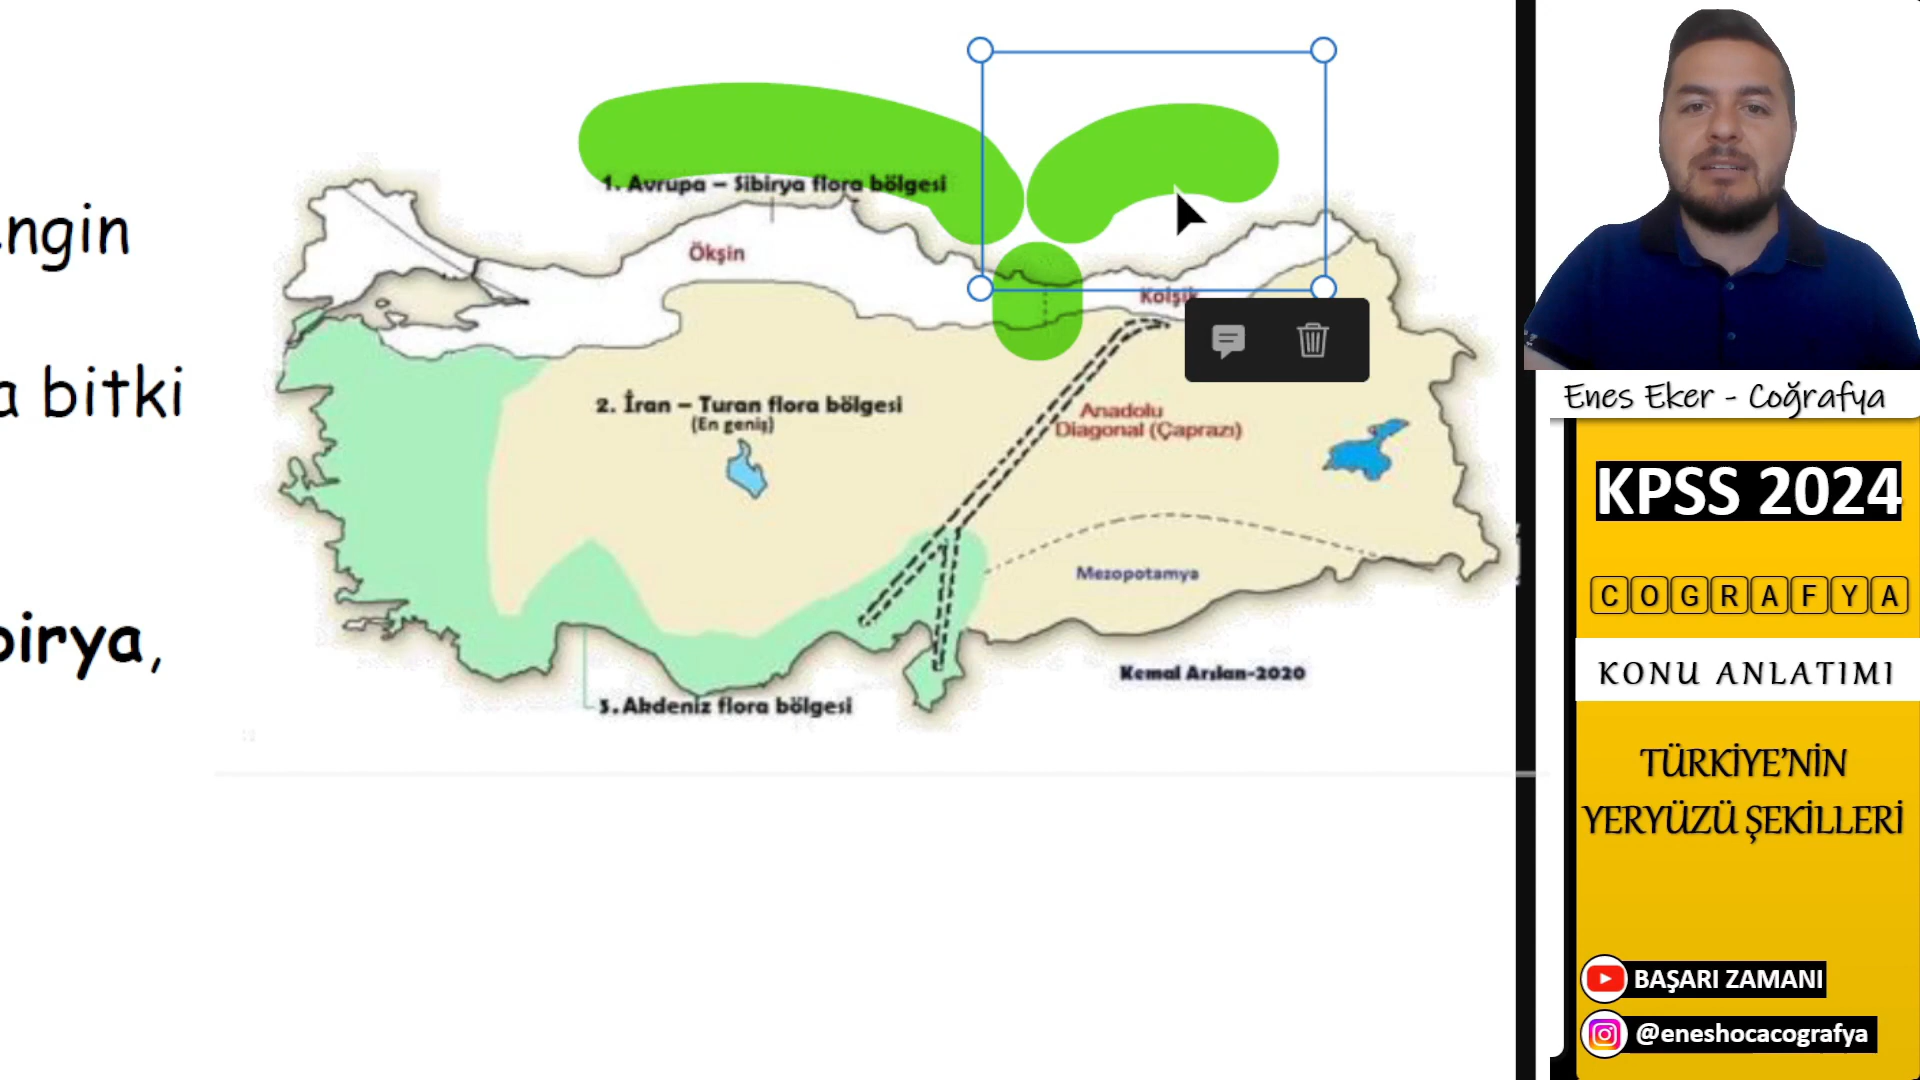 ngin
a bitki
birya,
1. Avrupa – Sibirya flora bölgesi
Ökşin
Kolşik
2. İran – Turan flora bölgesi
(En geniş)
Anadolu
Diagonal (Çaprazı)
Mezopotamya
Kemal Arslan-2020
3. Akdeniz flora bölgesi
Enes Eker - Coğrafya
KPSS 2024
COGRAFYA
KONU ANLATIMI
TÜRKİYE'NİN
YERYÜZÜ ŞEKİLLERİ
BAŞARI ZAMANI
@eneshocacografya